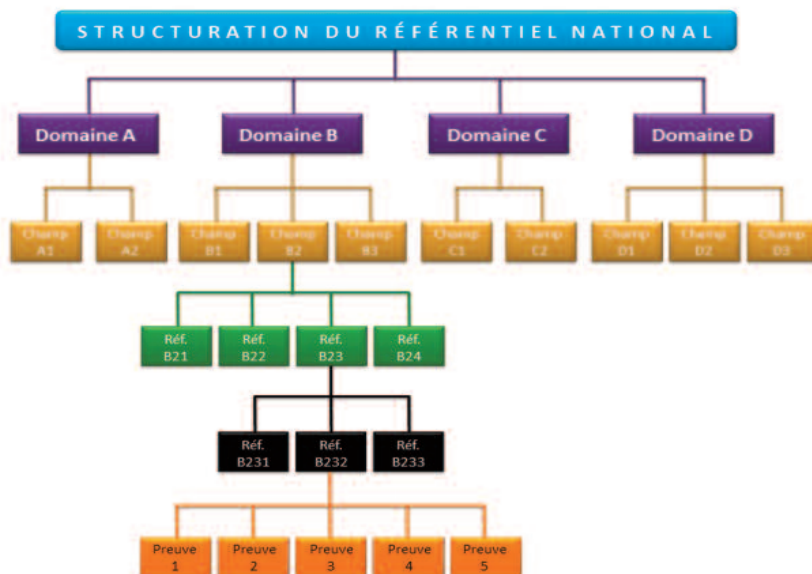 STRUCTURATION DU RÉFÉRENTIEL NATIONAL
Domaine A
Domaine B
Domaine C
Domaine D
Champ
A1
Champ
A2
Champ
B1
Champ
B2
Champ
B3
Champ
C1
Champ
C2
Champ
D1
Champ
D2
Champ
D3
Réf.
B21
Réf.
B22
Réf.
B23
Réf.
B24
Réf.
B231
Réf.
B232
Réf.
B233
Preuve
1
Preuve
2
Preuve
3
Preuve
4
Preuve
5